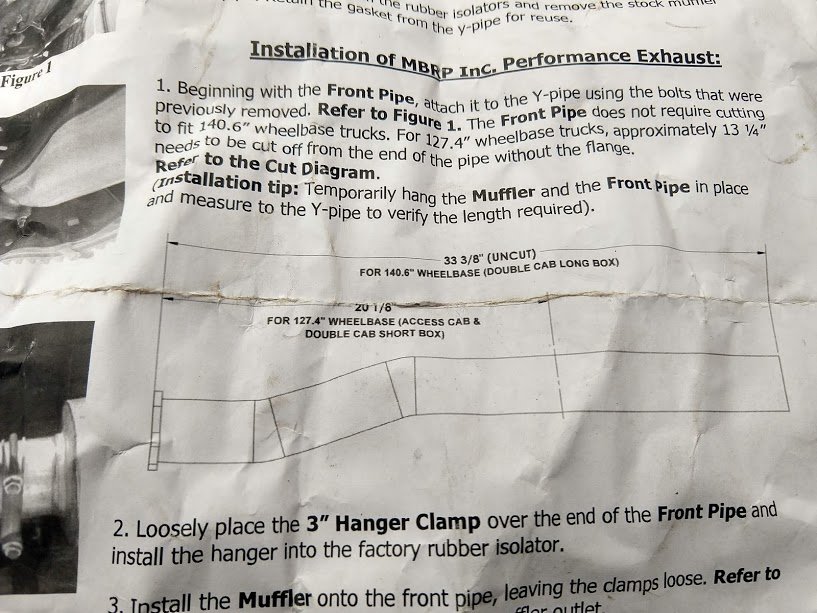 the rubber isolators and remove the stock muffler
the gasket from the y-pipe for reuse.
Installation of MBRP Inc. Performance Exhaust:
Figure 1
1. Beginning with the Front Pipe, attach it to the Y-pipe using the bolts that were
previously removed. Refer to Figure 1. The Front Pipe does not require cutting
to fit 140.6" wheelbase trucks. For 127.4" wheelbase trucks, approximately 13 ¼"
needs to be cut off from the end of the pipe without the flange.
Refer to the Cut Diagram.
(Installation tip: Temporarily hang the Muffler and the Front Pipe in place
and measure to the Y-pipe to verify the length required).
33 3/8" (UNCUT)
FOR 140.6" WHEELBASE (DOUBLE CAB LONG BOX)
20 1/8"
FOR 127.4" WHEELBASE (ACCESS CAB &
DOUBLE CAB SHORT BOX)
2. Loosely place the 3" Hanger Clamp over the end of the Front Pipe and
install the hanger into the factory rubber isolator.
3. Install the Muffler onto the front pipe, leaving the clamps loose. Refer to
outlet